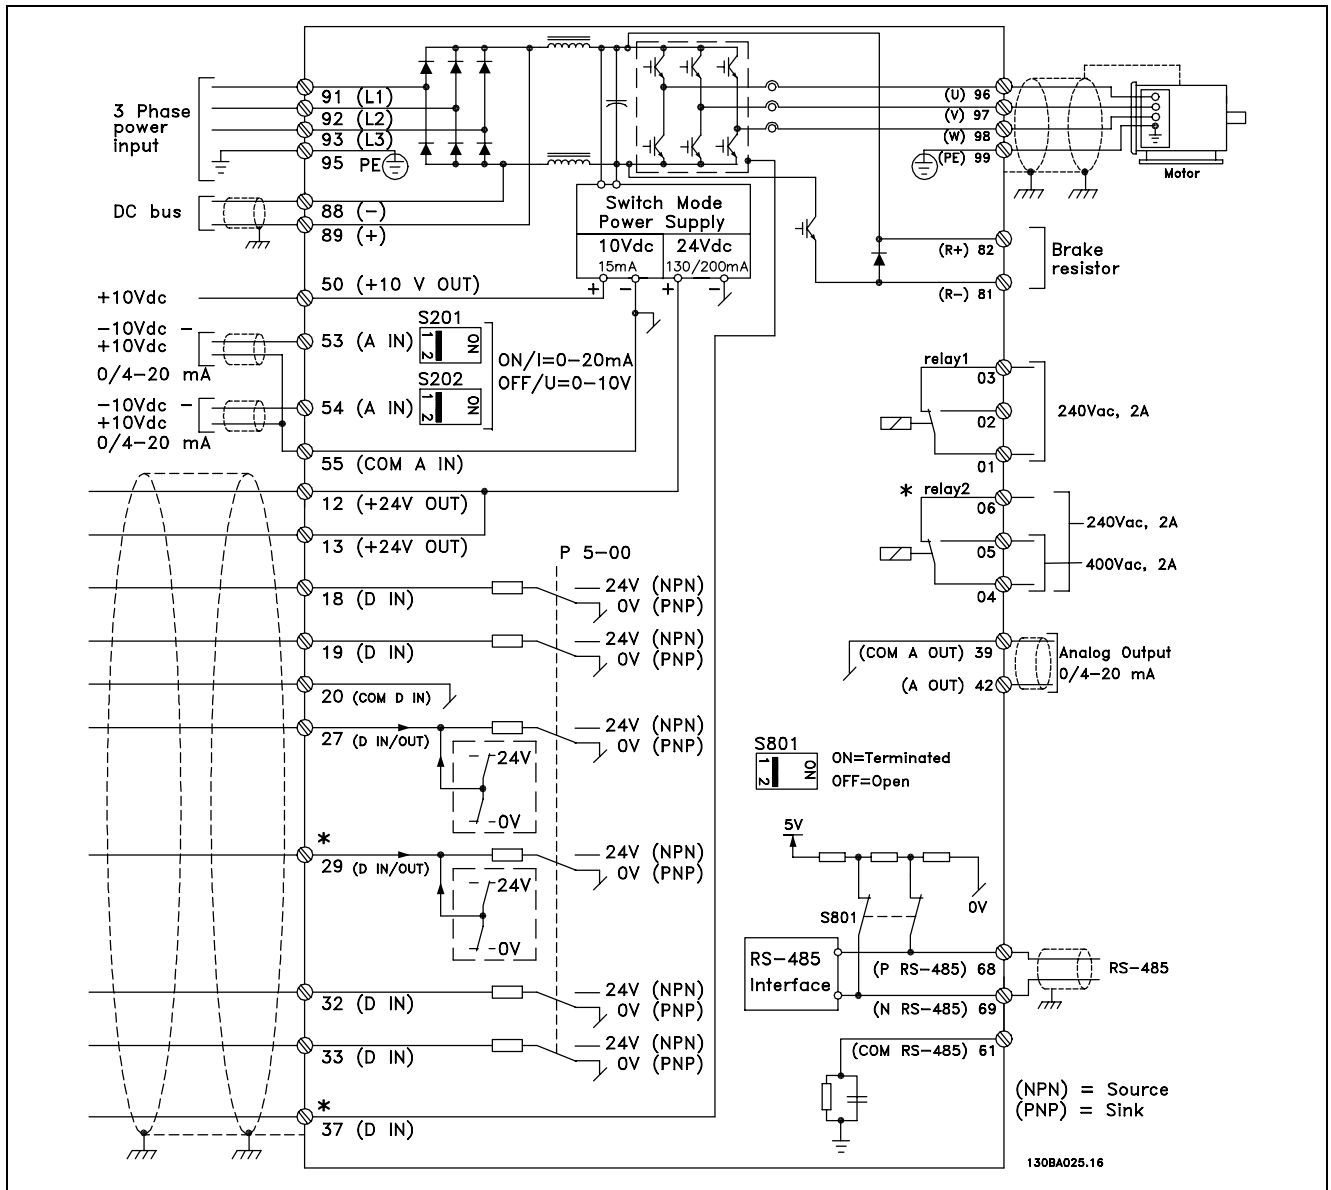 3 Phase
power
input
91 (L1)
92 (L2)
93 (L3)
95 PE
DC bus
88 (-)
89 (+)
Switch Mode
Power Supply
10Vdc
15mA
24Vdc
130/200mA
+ - + -
(U) 96
(V) 97
(W) 98
(PE) 99
Motor
(R+) 82
(R-) 81
Brake
resistor
+10Vdc
50 (+10 V OUT)
-10Vdc -
+10Vdc
0/4-20 mA
53 (A IN)
S201
1
2
ON
ON/I=0-20mA
OFF/U=0-10V
-10Vdc -
+10Vdc
0/4-20 mA
54 (A IN)
S202
1
2
ON
55 (COM A IN)
12 (+24V OUT)
13 (+24V OUT)
P 5-00
18 (D IN)
24V (NPN)
0V (PNP)
19 (D IN)
24V (NPN)
0V (PNP)
20 (COM D IN)
27 (D IN/OUT)
24V (NPN)
0V (PNP)
24V
0V
*
29 (D IN/OUT)
24V (NPN)
0V (PNP)
24V
0V
32 (D IN)
24V (NPN)
0V (PNP)
33 (D IN)
24V (NPN)
0V (PNP)
*
37 (D IN)
relay1
03
02
01
240Vac, 2A
* relay2
06
05
04
240Vac, 2A
400Vac, 2A
(COM A OUT) 39
(A OUT) 42
Analog Output
0/4-20 mA
S801
1
2
ON
ON=Terminated
OFF=Open
5V
0V
S801
RS-485
Interface
(P RS-485) 68
(N RS-485) 69
RS-485
(COM RS-485) 61
(NPN) = Source
(PNP) = Sink
130BA025.16